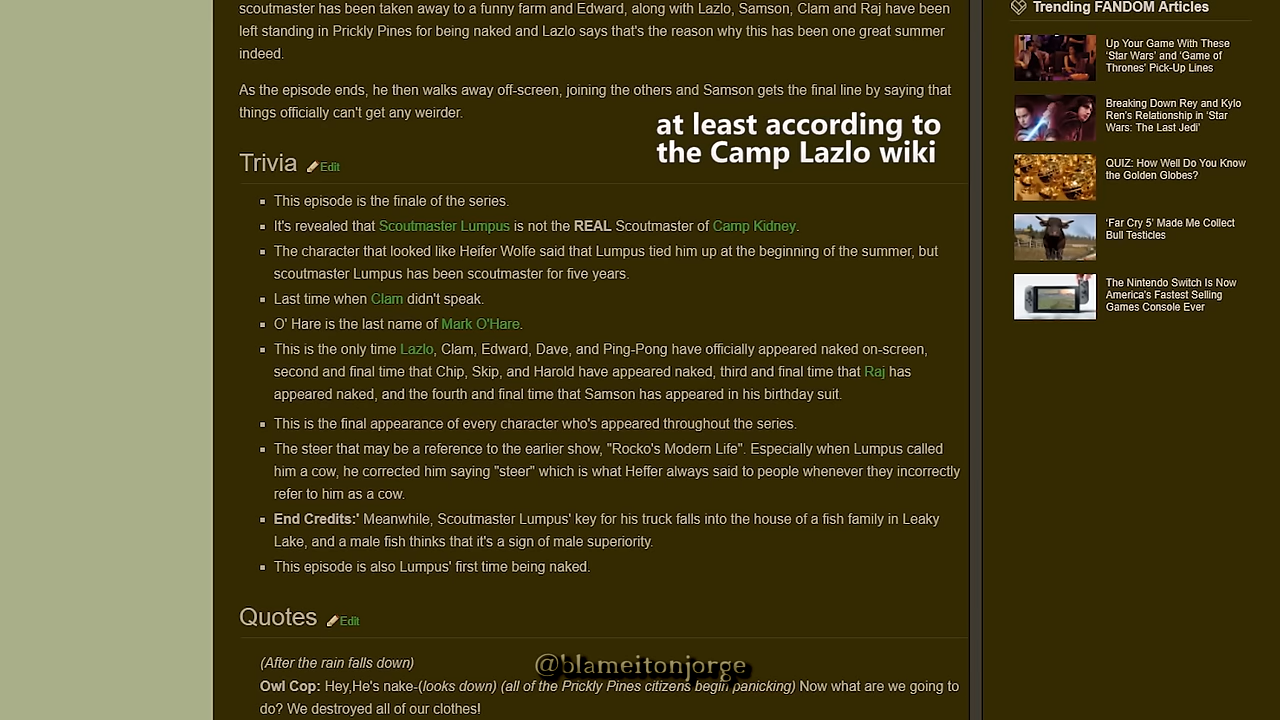 scoutmaster has been taken away to a funny farm and Edward, along with Lazlo, Samson, Clam and Raj have been
left standing in Prickly Pines for being naked and Lazlo says that's the reason why this has been one great summer
indeed.
As the episode ends, he then walks away off-screen, joining the others and Samson gets the final line by saying that
things officially can't get any weirder.
at least according to
the Camp Lazlo wiki
Trivia Edit
This episode is the finale of the series.
It's revealed that Scoutmaster Lumpus is not the REAL Scoutmaster of Camp Kidney.
The character that looked like Heifer Wolfe said that Lumpus tied him up at the beginning of the summer, but
scoutmaster Lumpus has been scoutmaster for five years.
Last time when Clam didn't speak.
O' Hare is the last name of Mark O'Hare.
This is the only time Lazlo, Clam, Edward, Dave, and Ping-Pong have officially appeared naked on-screen,
second and final time that Chip, Skip, and Harold have appeared naked, third and final time that Raj has
appeared naked, and the fourth and final time that Samson has appeared in his birthday suit.
This is the final appearance of every character who's appeared throughout the series.
The steer that may be a reference to the earlier show, "Rocko's Modern Life". Especially when Lumpus called
him a cow, he corrected him saying "steer" which is what Heffer always said to people whenever they incorrectly
refer to him as a cow.
End Credits:' Meanwhile, Scoutmaster Lumpus' key for his truck falls into the house of a fish family in Leaky
Lake, and a male fish thinks that it's a sign of male superiority.
This episode is also Lumpus' first time being naked.
Quotes Edit
(After the rain falls down)
@blameitonjorge
Owl Cop: Hey,He's nake-(looks down) (all of the Prickly Pines citizens begin panicking) Now what are we going to
do? We destroyed all of our clothes!
Trending FANDOM Articles
Up Your Game With These
'Star Wars' and 'Game of
Thrones' Pick-Up Lines
Breaking Down Rey and Kylo
Ren's Relationship in 'Star
Wars: The Last Jedi'
QUIZ: How Well Do You Know
the Golden Globes?
'Far Cry 5' Made Me Collect
Bull Testicles
The Nintendo Switch Is Now
America's Fastest Selling
Games Console Ever